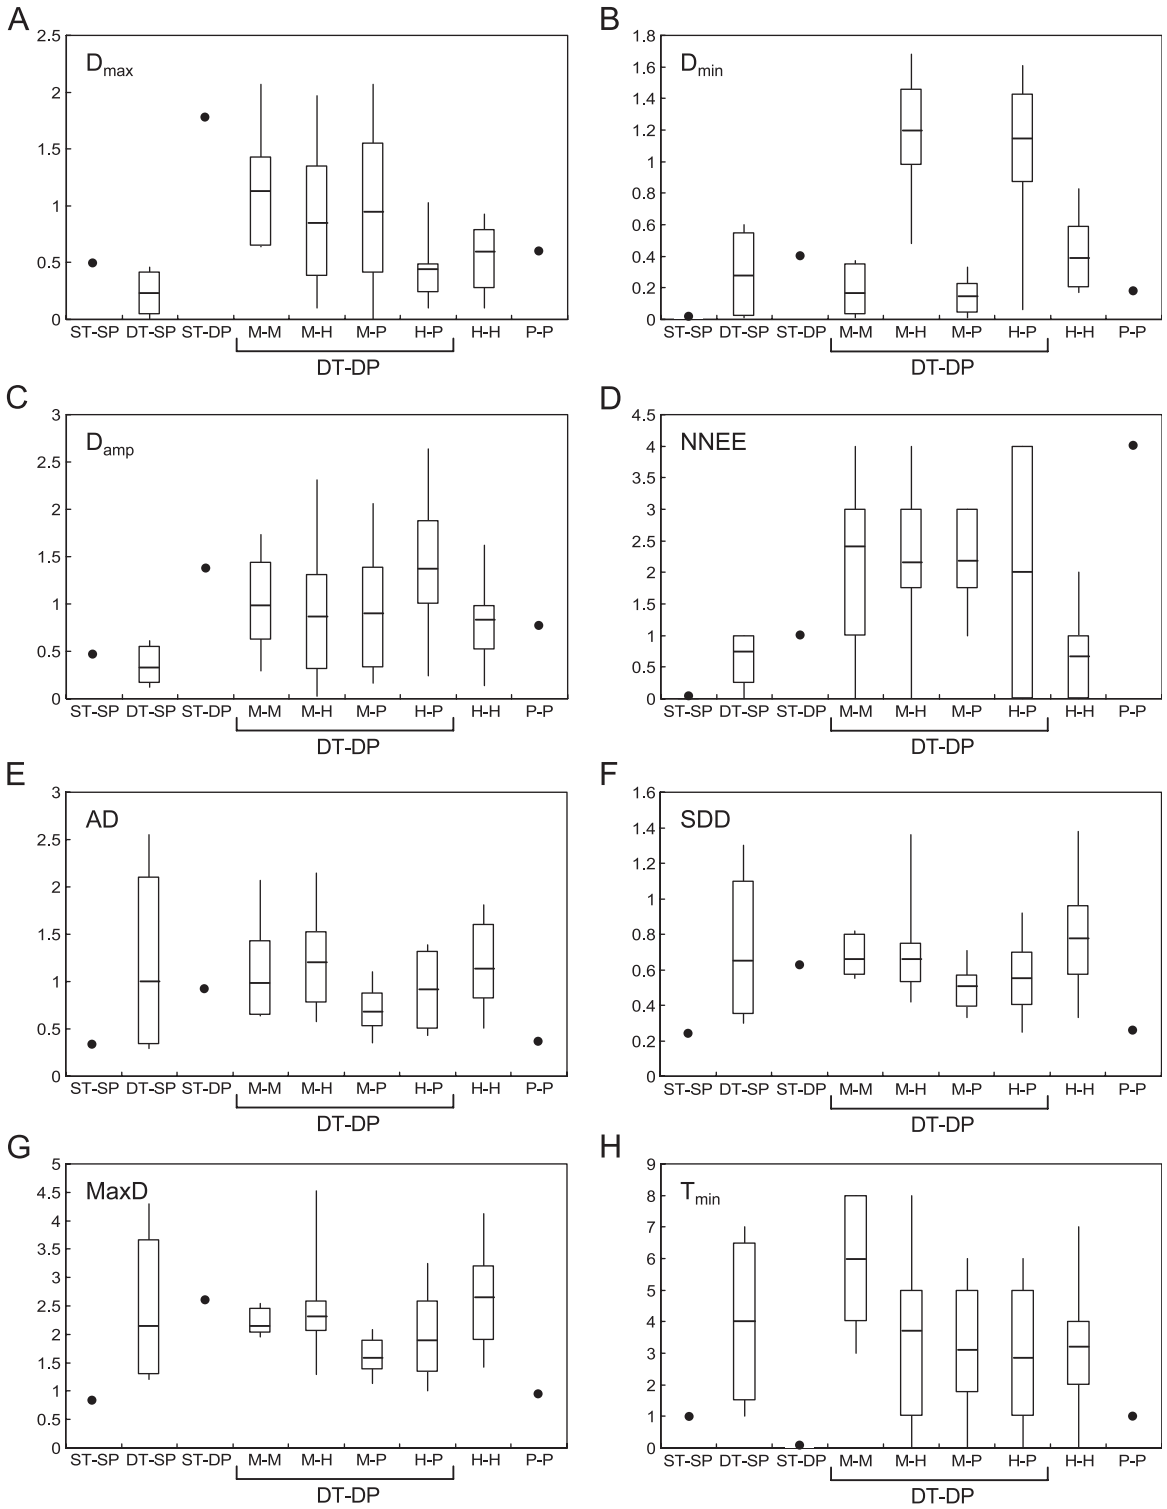 A
B
D_max
D_min
2.5
2
1.5
1
0.5
0
1.8
1.6
1.4
1.2
1
0.8
0.6
0.4
0.2
0
ST-SP DT-SP ST-DP M-M M-H M-P H-P H-H P-P
DT-DP
ST-SP DT-SP ST-DP M-M M-H M-P H-P H-H P-P
DT-DP
C
D
D_amp
NNEE
3
2.5
2
1.5
1
0.5
0
4.5
4
3.5
3
2.5
2
1.5
1
0.5
0
ST-SP DT-SP ST-DP M-M M-H M-P H-P H-H P-P
DT-DP
ST-SP DT-SP ST-DP M-M M-H M-P H-P H-H P-P
DT-DP
E
F
AD
SDD
3
2.5
2
1.5
1
0.5
0
1.6
1.4
1.2
1
0.8
0.6
0.4
0.2
0
ST-SP DT-SP ST-DP M-M M-H M-P H-P H-H P-P
DT-DP
ST-SP DT-SP ST-DP M-M M-H M-P H-P H-H P-P
DT-DP
G
H
MaxD
T_min
5
4.5
4
3.5
3
2.5
2
1.5
1
0.5
0
9
8
7
6
5
4
3
2
1
0
ST-SP DT-SP ST-DP M-M M-H M-P H-P H-H P-P
DT-DP
ST-SP DT-SP ST-DP M-M M-H M-P H-P H-H P-P
DT-DP